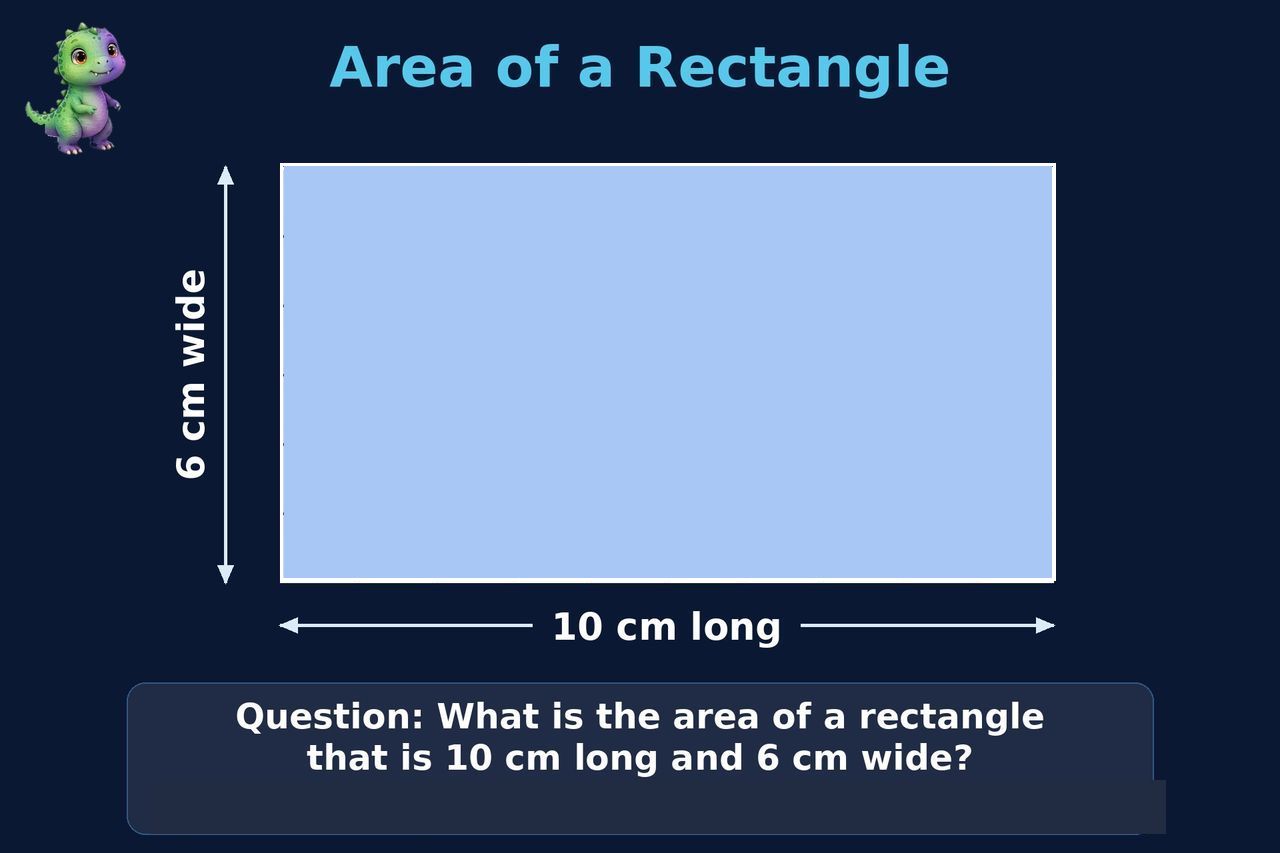 Area of a Rectangle
6 cm wide
10 cm long
Question: What is the area of a rectangle
that is 10 cm long and 6 cm wide?